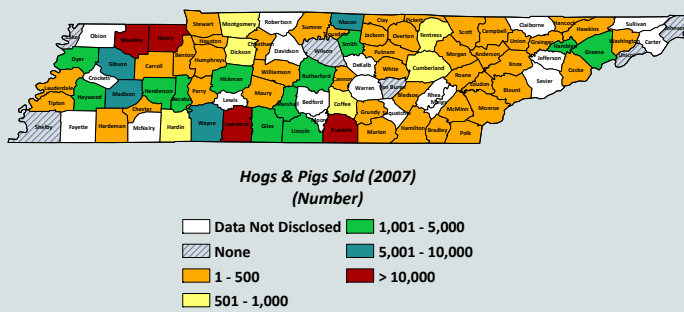 Stewart
Montgomery
Robertson
Sumner
Macon
Clay
Pickett
Fentress
Scott
Campbell
Claiborne
Hancock
Hawkins
Sullivan
Johnson
Obion
Weakley
Henry
Houston
Dickson
Cheatham
Davidson
Wilson
Smith
Jackson
Overton
Putnam
Morgan
Anderson
Union
Grainger
Hamblen
Greene
Washington
Unicoi
Carter
Dyer
Gibson
Carroll
Benton
Humphreys
Williamson
Rutherford
DeKalb
White
Cumberland
Roane
Knox
Jefferson
Cocke
Sevier
Crockett
Lauderdale
Haywood
Madison
Henderson
Decatur
Perry
Hickman
Maury
Cannon
Warren
Van Buren
Bledsoe
Rhea
Meigs
Loudon
Blount
Tipton
Chester
Lewis
Marshall
Bedford
Coffee
Grundy
Sequatchie
McMinn
Monroe
Shelby
Fayette
Hardeman
McNairy
Hardin
Wayne
Lawrence
Giles
Lincoln
Moore
Franklin
Marion
Hamilton
Bradley
Polk
Hogs & Pigs Sold (2007)
(Number)
Data Not Disclosed
None
1 - 500
501 - 1,000
1,001 - 5,000
5,001 - 10,000
> 10,000